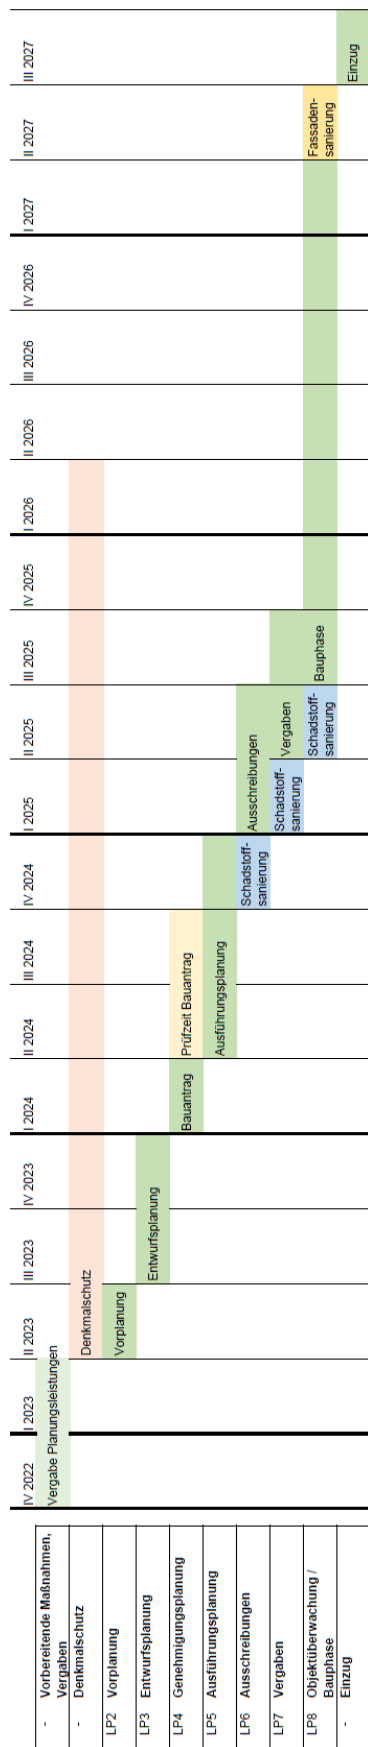 IV 2022 I 2023 II 2023 III 2023 IV 2023 I 2024 II 2024 III 2024 IV 2024 I 2025 II 2025 III 2025 IV 2025 I 2026 II 2026 III 2026 IV 2026 I 2027 II 2027 III 2027
- Vorbereitende Maßnahmen,
Vergaben
Vergabe Planungsleistungen
- Denkmalschutz
Denkmalschutz
LP2 Vorplanung
Vorplanung
LP3 Entwurfsplanung
Entwurfsplanung
LP4 Genehmigungsplanung
Bauantrag
Prüfzeit Bauantrag
LP5 Ausführungsplanung
Ausführungsplanung
LP6 Ausschreibungen
Schadstoff-
sanierung
Ausschreibungen
LP7 Vergaben
Schadstoff-
sanierung
Vergaben
LP8 Objektüberwachung /
Bauphase
Schadstoff-
sanierung
Bauphase
Fassaden-
sanierung
- Einzug
Einzug